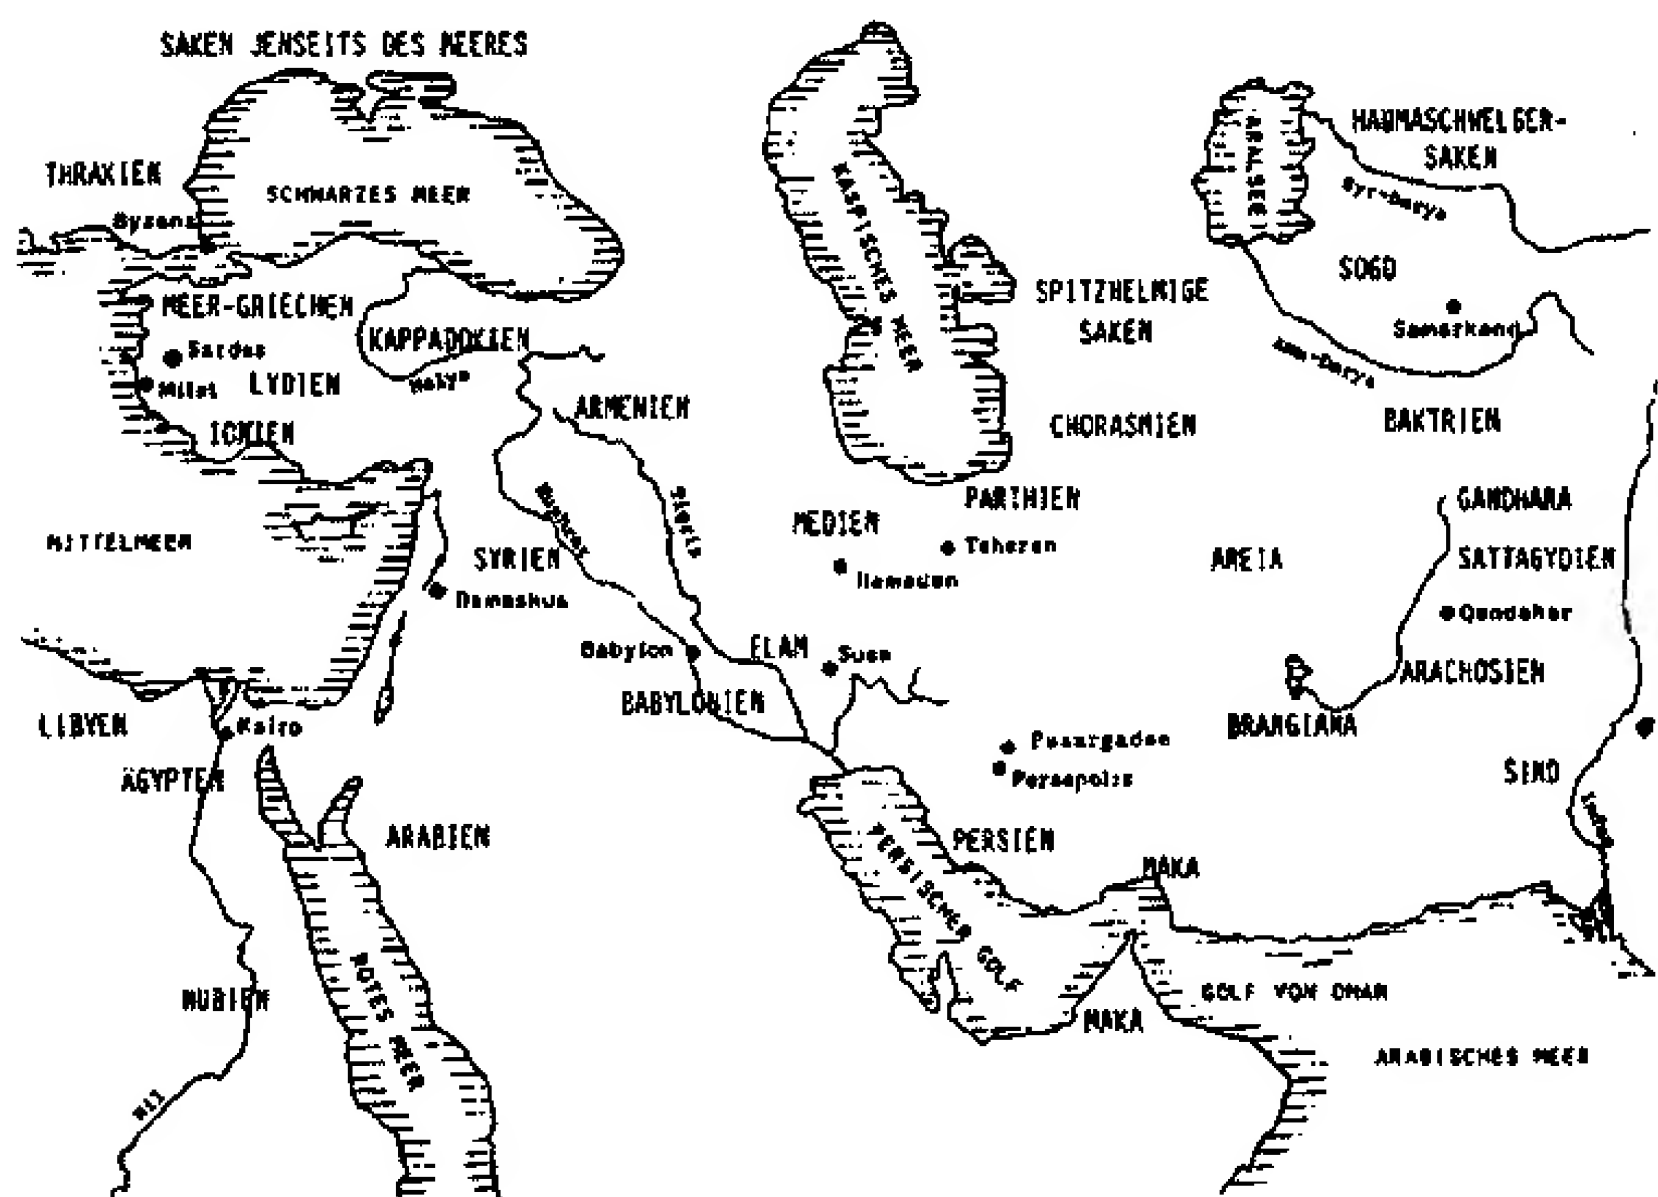 SAKEN JENSEITS DES MEERES
HAUMASCHWELGER-
SAKEN
ARALSEE
THRAKIEN
SCHWARZES MEER
KASPISCHES MEER
Syr-Darya
Byzanz
SOGD
MEER-GRIECHEN
SPITZHELMIGE
SAKEN
Samarkand
KAPPADOKIEN
Sardes
Halys
Amu-Darya
Milet
LYDIEN
ARMENIEN
CHORASMIEN
BAKTRIEN
IONIEN
PARTHIEN
GANDHARA
MEDIEN
Tigris
MITTELMEER
SYRIEN
Teheran
AREIA
SATTAGYDIEN
Hamadan
Damaskus
Qandahar
Babylon
ELAM
Susa
ARACHOSIEN
BABYLONIEN
LIBYEN
Kairo
DRANGIANA
Pasargadae
Persepolis
ÄGYPTEN
SIND
Indus
ARABIEN
PERSIEN
MAKA
PERSISCHER GOLF
NUBIEN
ROTES MEER
GOLF VON OMAN
MAKA
ARABISCHES MEER
Nil